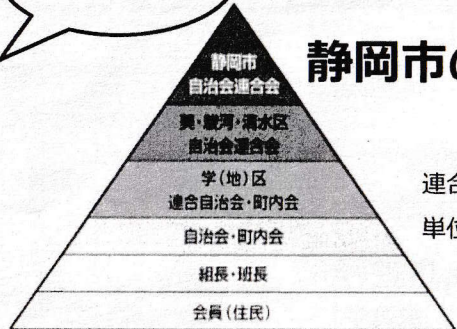 静岡市
静岡市
自治会連合会
葵・駿河・清水区
自治会連合会
学(地)区
連合自治会・町内会
自治会・町内会
組長・班長
会員(住民)
連合
単位